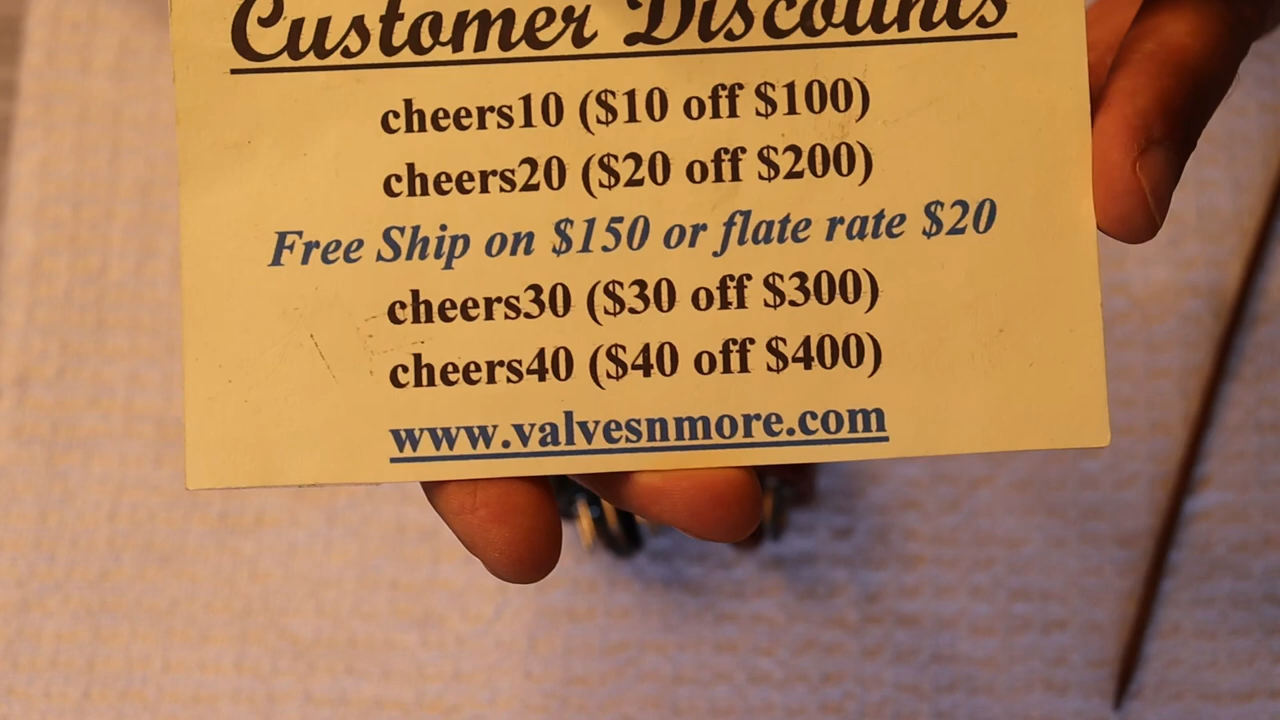 Customer Discounts
cheers10 ($10 off $100)
cheers20 ($20 off $200)
Free Ship on $150 or flate rate $20
cheers30 ($30 off $300)
cheers40 ($40 off $400)
www.valvesnmore.com